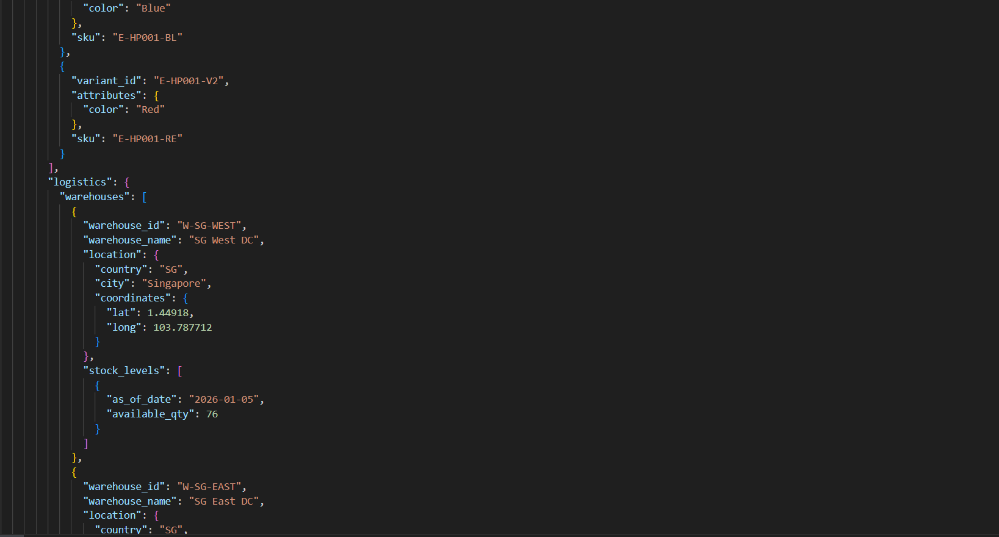 "color": "Blue"
},
"sku": "E-HP001-BL"
},
{
"variant_id": "E-HP001-V2",
"attributes": {
"color": "Red"
},
"sku": "E-HP001-RE"
}
],
"logistics": {
"warehouses": [
{
"warehouse_id": "W-SG-WEST",
"warehouse_name": "SG West DC",
"location": {
"country": "SG",
"city": "Singapore",
"coordinates": {
"lat": 1.44918,
"long": 103.787712
}
},
"stock_levels": [
{
"as_of_date": "2026-01-05",
"available_qty": 76
}
]
},
{
"warehouse_id": "W-SG-EAST",
"warehouse_name": "SG East DC",
"location": {
"country": "SG",